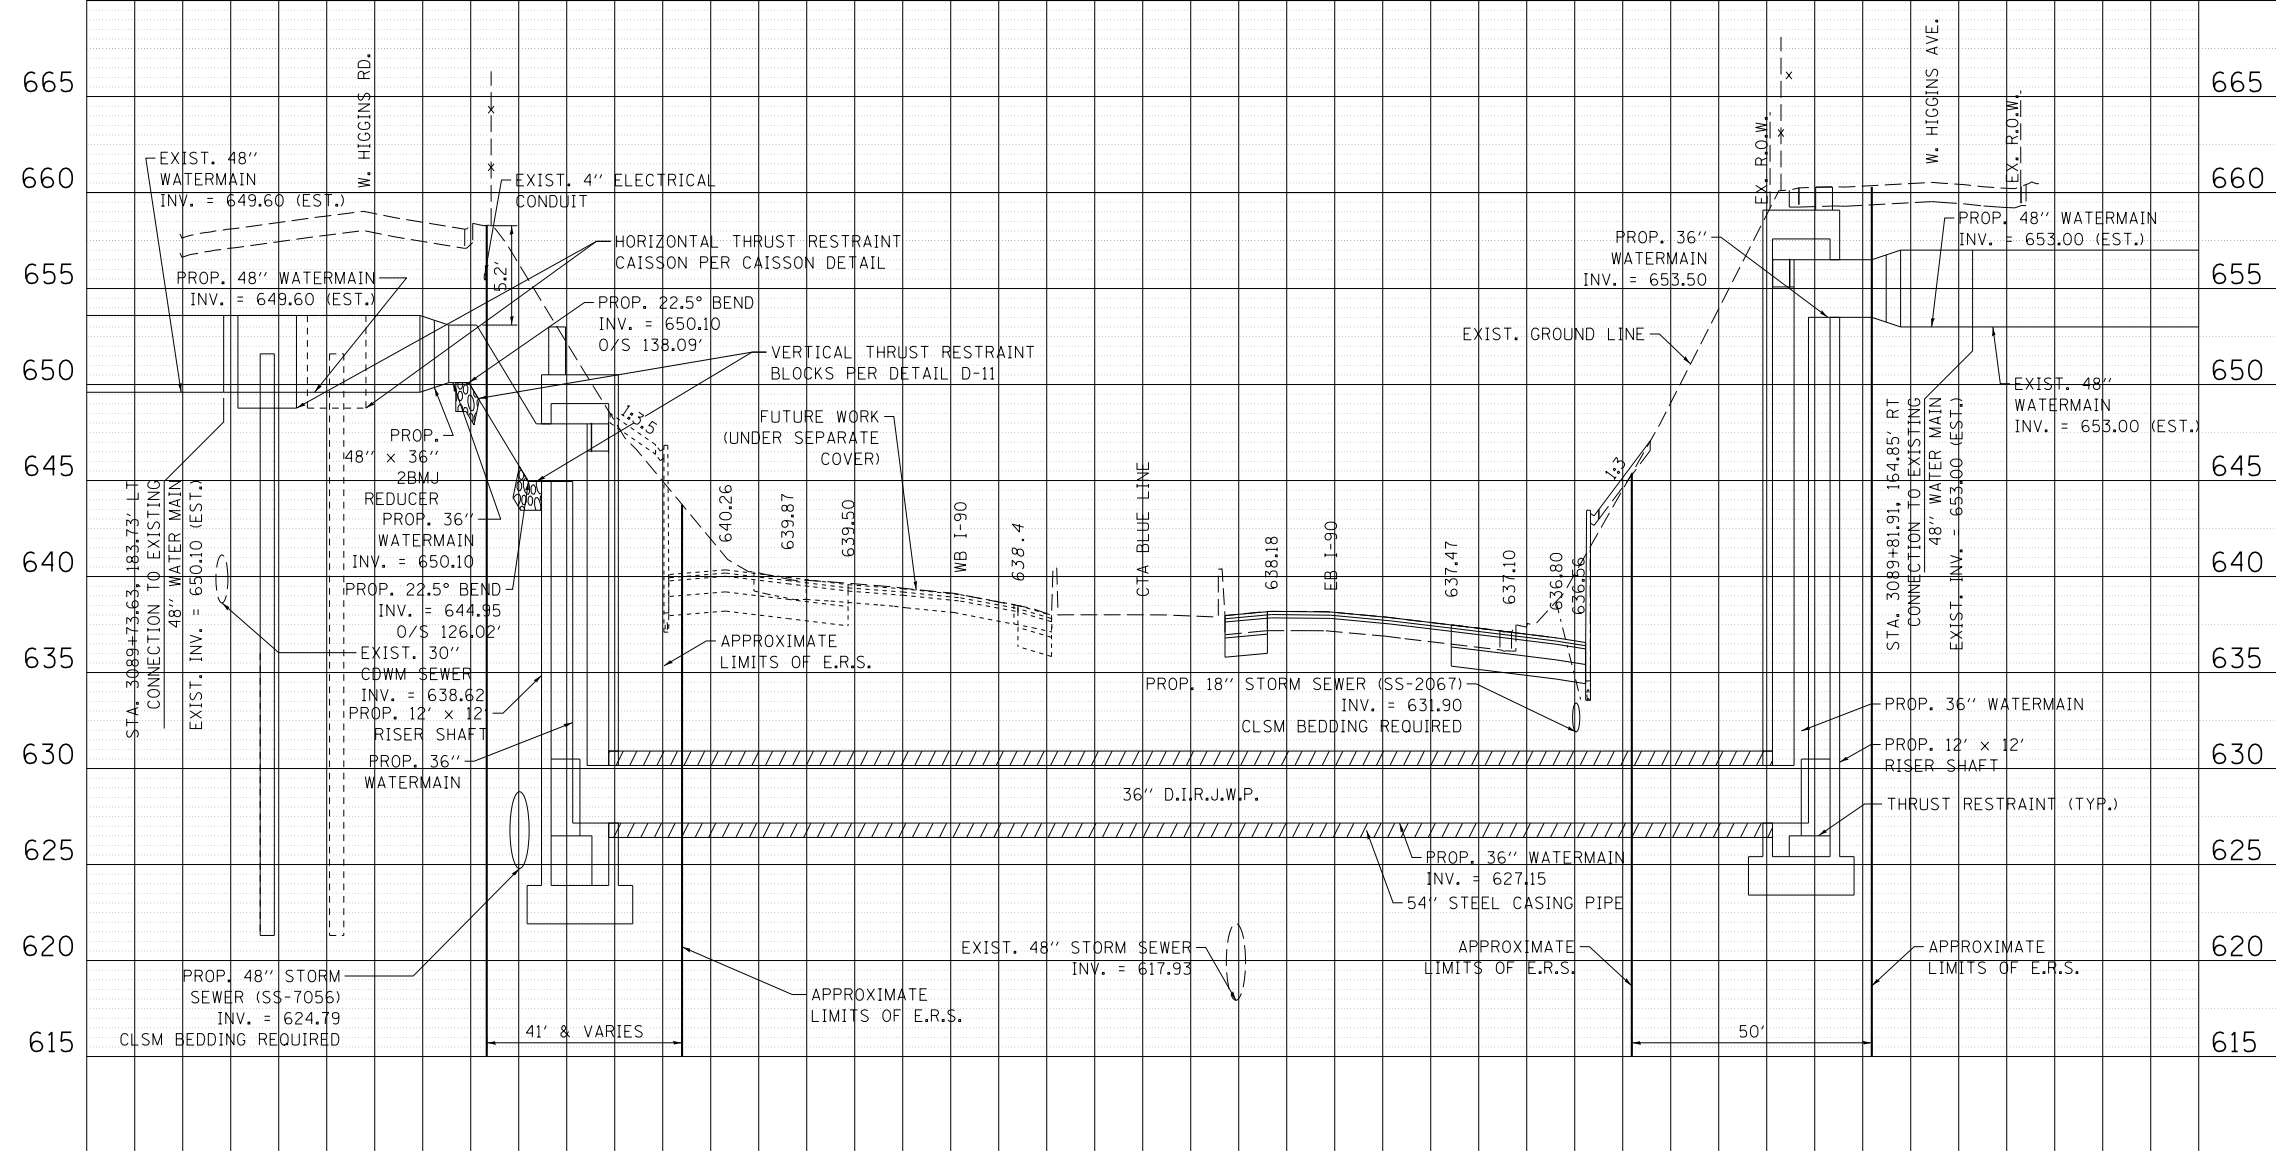 665
660
655
650
645
640
635
630
625
620
615
W. HIGGINS RD.
EXIST. 48''
WATERMAIN
INV. = 649.60 (EST.)
EXIST. 4'' ELECTRICAL
CONDUIT
HORIZONTAL THRUST RESTRAINT
CAISSON PER CAISSON DETAIL
PROP. 48'' WATERMAIN
INV. = 649.60 (EST.)
5.2'
PROP. 22.5° BEND
INV. = 650.10
O/S 138.09'
VERTICAL THRUST RESTRAINT
BLOCKS PER DETAIL D-11
1:3.5
FUTURE WORK
(UNDER SEPARATE
COVER)
PROP.
48'' x 36''
2BMJ
REDUCER
PROP. 36''
WATERMAIN
INV. = 650.10
PROP. 22.5° BEND
INV. = 644.95
O/S 126.02'
STA. 3089+73.63, 183.73' LT
CONNECTION TO EXISTING
48'' WATER MAIN
EXIST. INV. = 650.10 (EST.)
EXIST. 30''
CDWM SEWER
INV. = 638.62
PROP. 12' x 12'
RISER SHAFT
PROP. 36''
WATERMAIN
PROP. 48'' STORM
SEWER (SS-7056)
INV. = 624.79
CLSM BEDDING REQUIRED
41' & VARIES
APPROXIMATE
LIMITS OF E.R.S.
APPROXIMATE
LIMITS OF E.R.S.
640.26
639.87
639.50
WB I-90
638.4
CTA BLUE LINE
638.18
EB I-90
637.47
637.10
636.80
636.56
1:3
EXIST. GROUND LINE
PROP. 36''
WATERMAIN
INV. = 653.50
EX. R.O.W.
W. HIGGINS AVE.
EX. R.O.W.
PROP. 48'' WATERMAIN
INV. = 653.00 (EST.)
EXIST. 48''
WATERMAIN
INV. = 653.00 (EST.)
STA. 3089+81.91, 164.85' RT
CONNECTION TO EXISTING
48'' WATER MAIN
EXIST. INV. = 653.00 (EST.)
PROP. 18'' STORM SEWER (SS-2067)
INV. = 631.90
CLSM BEDDING REQUIRED
36'' D.I.R.J.W.P.
PROP. 36'' WATERMAIN
PROP. 12' x 12'
RISER SHAFT
THRUST RESTRAINT (TYP.)
PROP. 36'' WATERMAIN
INV. = 627.15
54'' STEEL CASING PIPE
EXIST. 48'' STORM SEWER
INV. = 617.93
APPROXIMATE
LIMITS OF E.R.S.
APPROXIMATE
LIMITS OF E.R.S.
50'
665
660
655
650
645
640
635
630
625
620
615